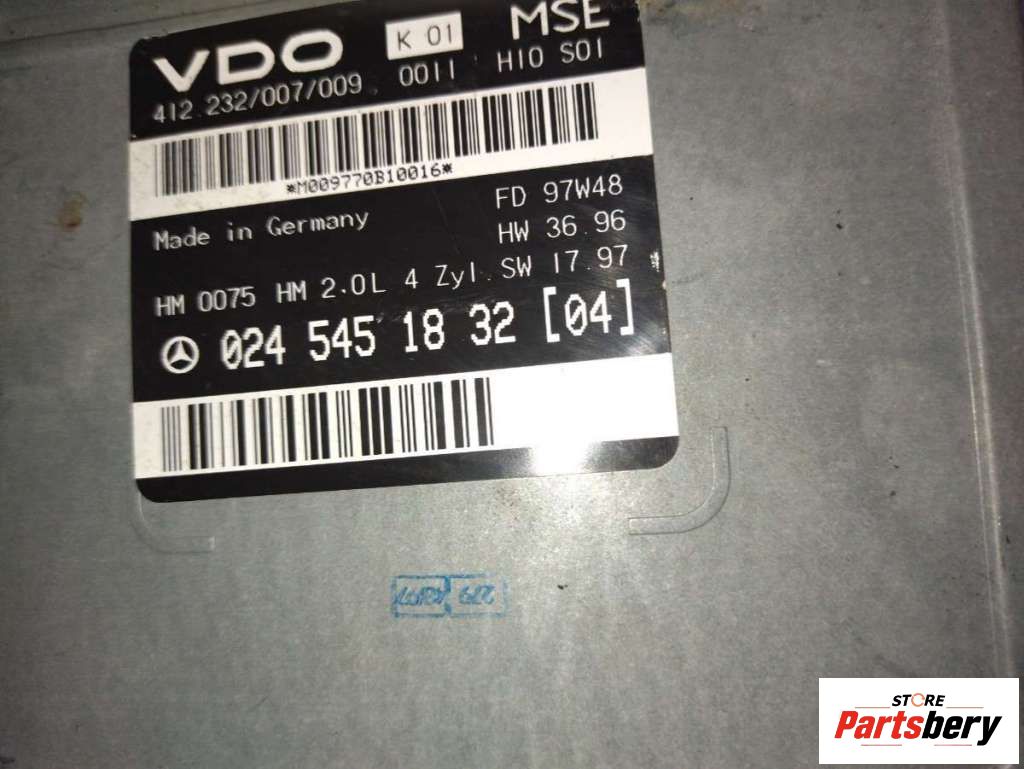 VDO K 01 MSE
412.232/007/009 0011 H10 S01
*M009770B10016*
FD 97W48
Made in Germany
HW 36.96
HM 0075 HM 2.0L 4 Zyl. SW 17.97
024 545 18 32 [04]
STORE
Partsbery